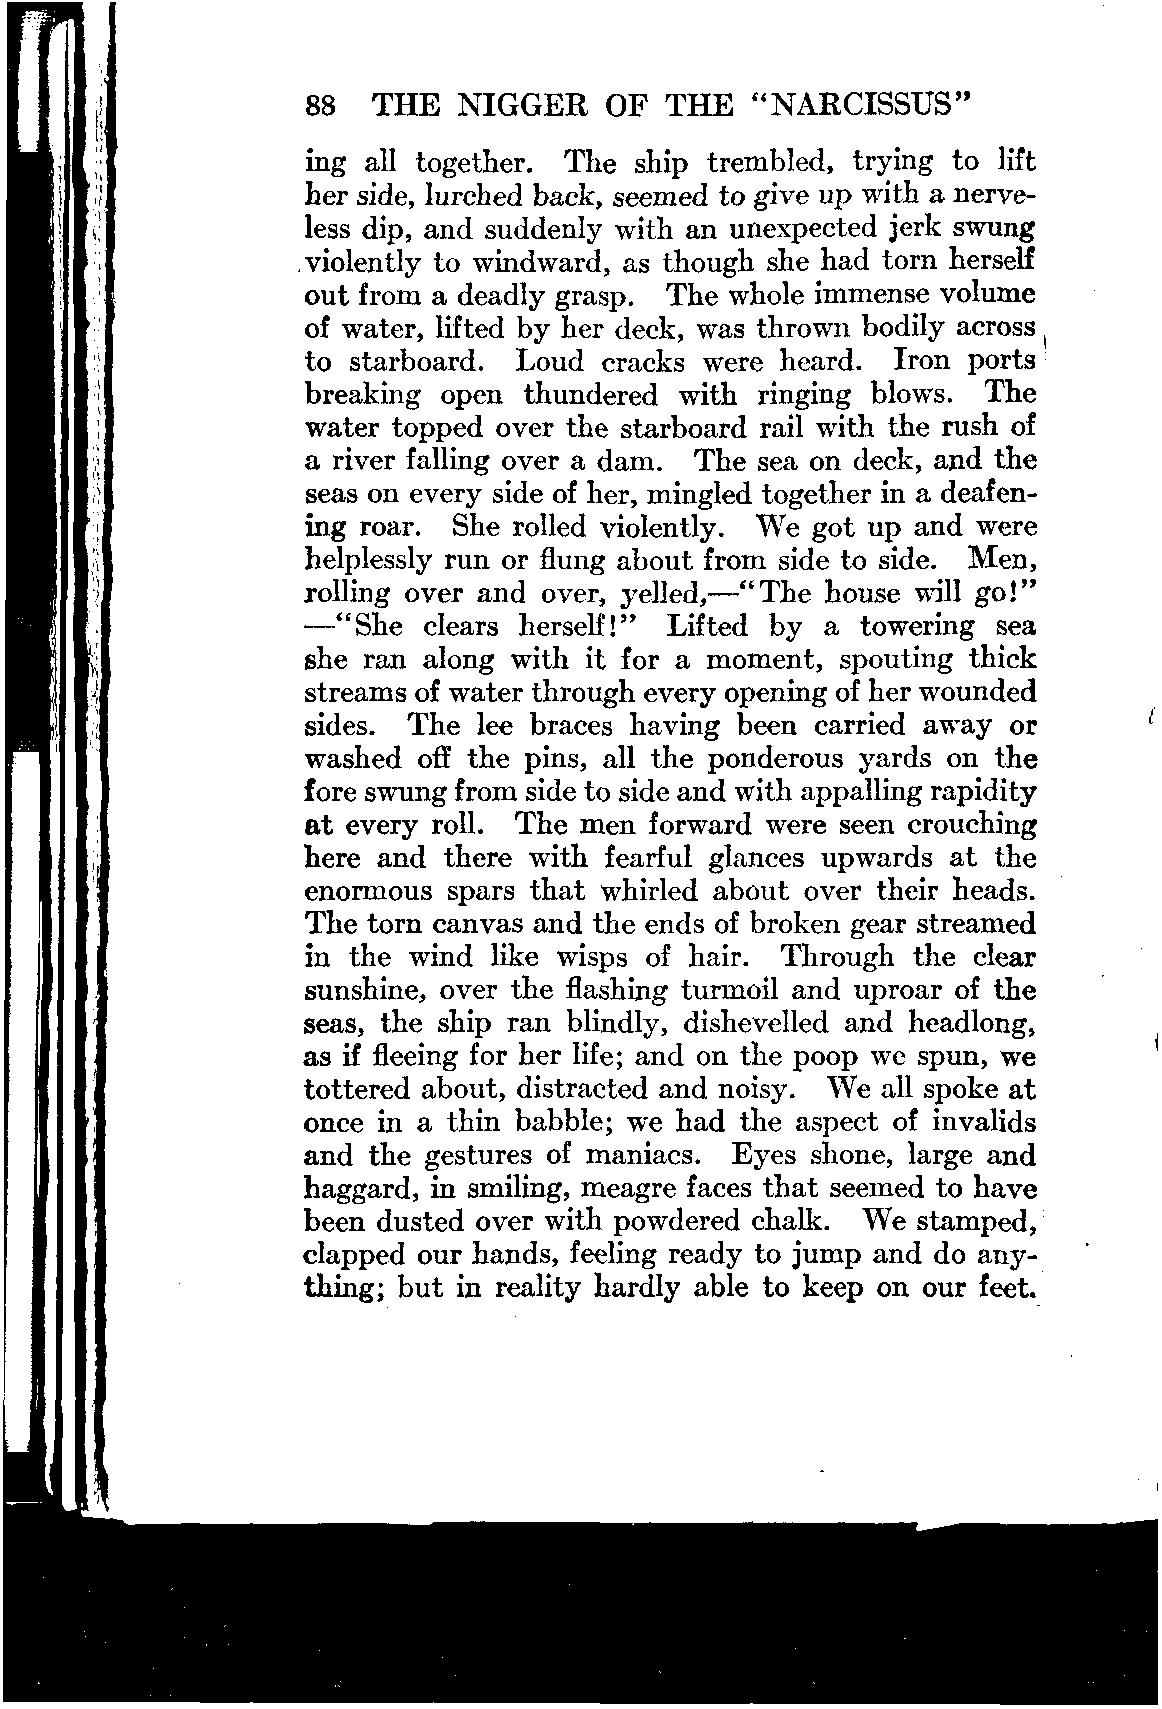 88 THE NIGGER OF THE "NARCISSUS"
ing all together. The ship trembled, trying to lift
her side, lurched back, seemed to give up with a nerve-
less dip, and suddenly with an unexpected jerk swung
violently to windward, as though she had torn herself
out from a deadly grasp. The whole immense volume
of water, lifted by her deck, was thrown bodily across
to starboard. Loud cracks were heard. Iron ports
breaking open thundered with ringing blows. The
water topped over the starboard rail with the rush of
a river falling over a dam. The sea on deck, and the
seas on every side of her, mingled together in a deafen-
ing roar. She rolled violently. We got up and were
helplessly run or flung about from side to side. Men,
rolling over and over, yelled,—"The house will go!"
—"She clears herself!" Lifted by a towering sea
she ran along with it for a moment, spouting thick
streams of water through every opening of her wounded
sides. The lee braces having been carried away or
washed off the pins, all the ponderous yards on the
fore swung from side to side and with appalling rapidity
at every roll. The men forward were seen crouching
here and there with fearful glances upwards at the
enormous spars that whirled about over their heads.
The torn canvas and the ends of broken gear streamed
in the wind like wisps of hair. Through the clear
sunshine, over the flashing turmoil and uproar of the
seas, the ship ran blindly, dishevelled and headlong,
as if fleeing for her life; and on the poop we spun, we
tottered about, distracted and noisy. We all spoke at
once in a thin babble; we had the aspect of invalids
and the gestures of maniacs. Eyes shone, large and
haggard, in smiling, meagre faces that seemed to have
been dusted over with powdered chalk. We stamped,
clapped our hands, feeling ready to jump and do any-
thing; but in reality hardly able to keep on our feet.